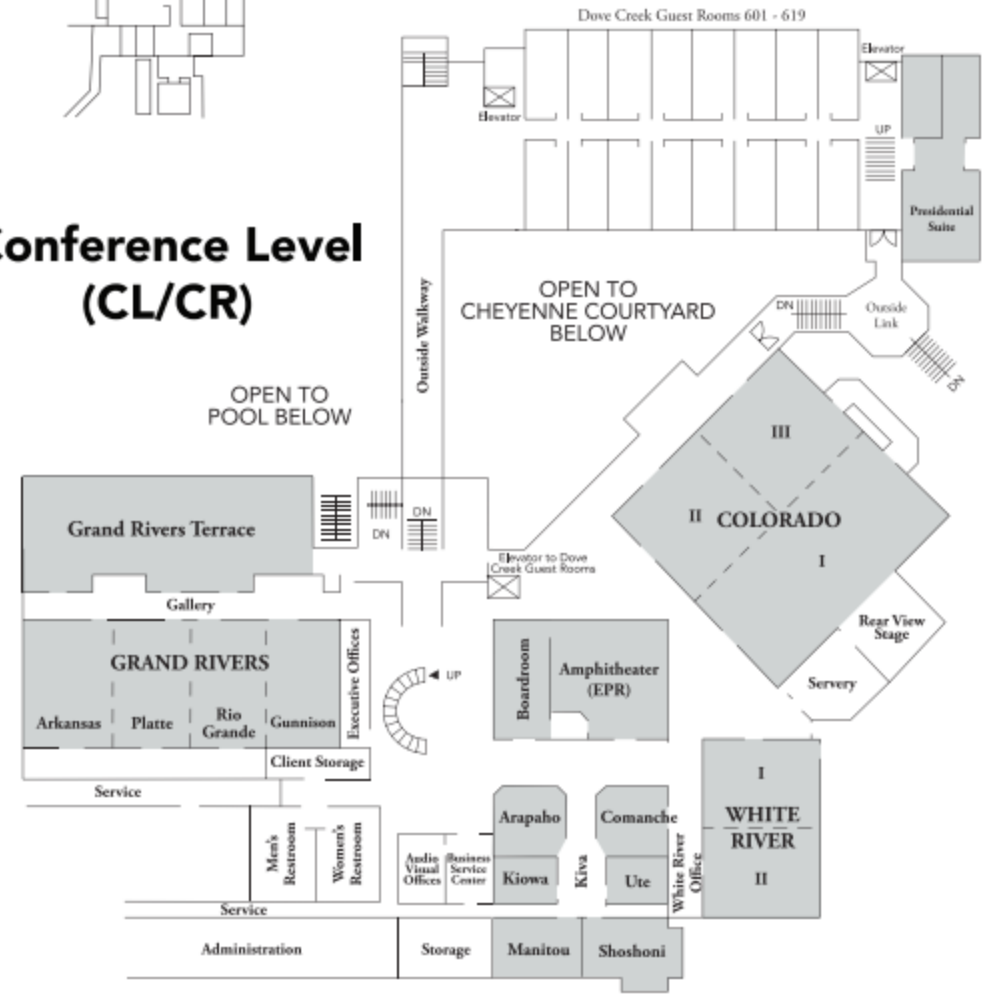 Dove Creek Guest Rooms 601 - 619
Elevator
Elevator
UP
Presidential
Suite
Conference Level
(CL/CR)
OPEN TO
CHEYENNE COURTYARD
BELOW
Outside Walkway
DN
Outside
Link
DN
OPEN TO
POOL BELOW
III
II
COLORADO
I
Grand Rivers Terrace
DN
DN
Elevator to Dove
Creek Guest Rooms
Gallery
Rear View
Stage
Servery
GRAND RIVERS
Arkansas
Platte
Rio
Grande
Gunnison
Executive Offices
UP
Boardroom
Amphitheater
(EPR)
Client Storage
Service
I
WHITE
RIVER
II
Arapaho
Comanche
Men's
Restroom
Women's
Restroom
Audio
Visual
Offices
Business
Service
Center
Kiowa
Kiva
Ute
White River
Office
Service
Administration
Storage
Manitou
Shoshoni